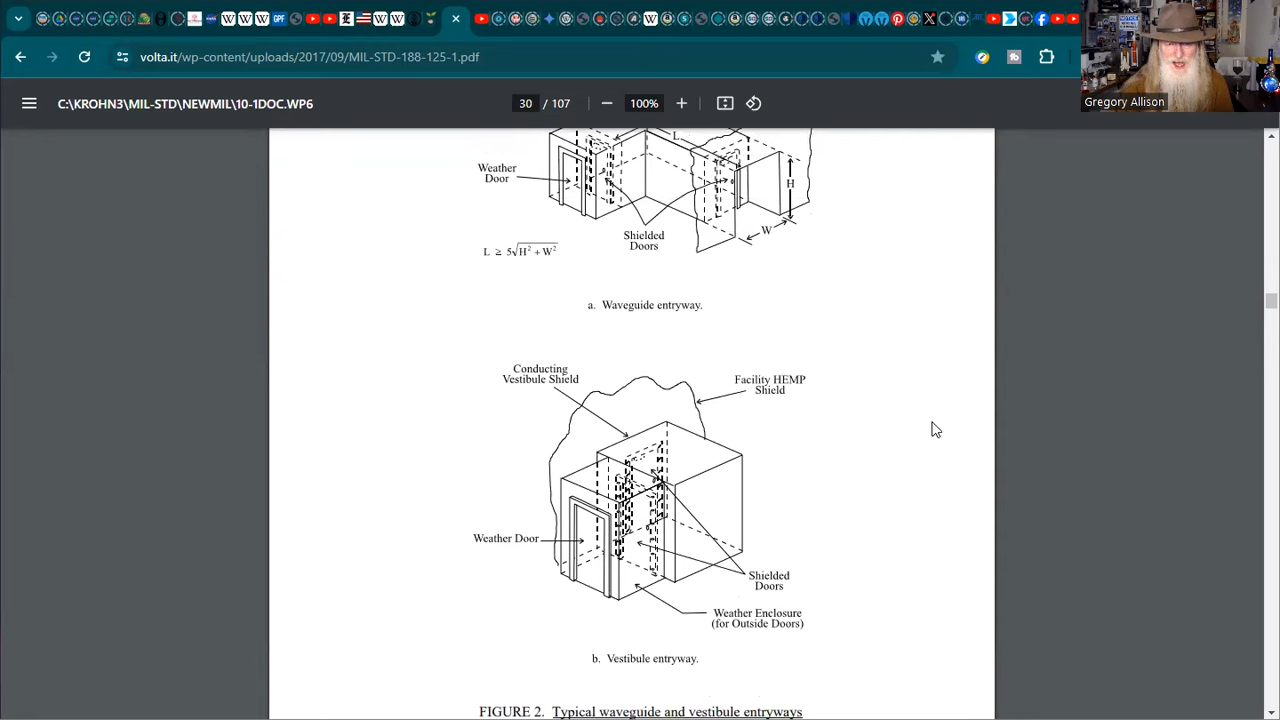 volta.it/wp-content/uploads/2017/09/MIL-STD-188-125-1.pdf
Gregory Allison
C:\KROHN3\MIL-STD\NEWMIL\10-1DOC.WP6
30 / 107
100%
L
Weather
Door
H
W
Shielded
Doors
L ≥ 5√H² + W²
a. Waveguide entryway.
Conducting
Vestibule Shield
Facility HEMP
Shield
Weather Door
Shielded
Doors
Weather Enclosure
(for Outside Doors)
b. Vestibule entryway.
FIGURE 2. Typical waveguide and vestibule entryways